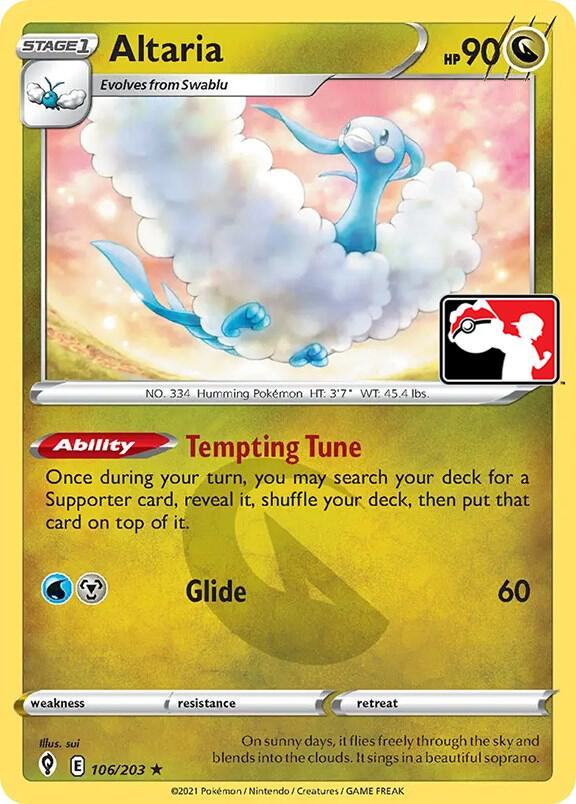 STAGE1
Altaria
HP 90
Evolves from Swablu
NO. 334 Humming Pokémon HT: 3'7" WT: 45.4 lbs.
™
Ability Tempting Tune
Once during your turn, you may search your deck for a
Supporter card, reveal it, shuffle your deck, then put that
card on top of it.
Glide 60
weakness resistance retreat
Illus. sui
On sunny days, it flies freely through the sky and
blends into the clouds. It sings in a beautiful soprano.
E 106/203 ★
©2021 Pokémon / Nintendo / Creatures / GAME FREAK